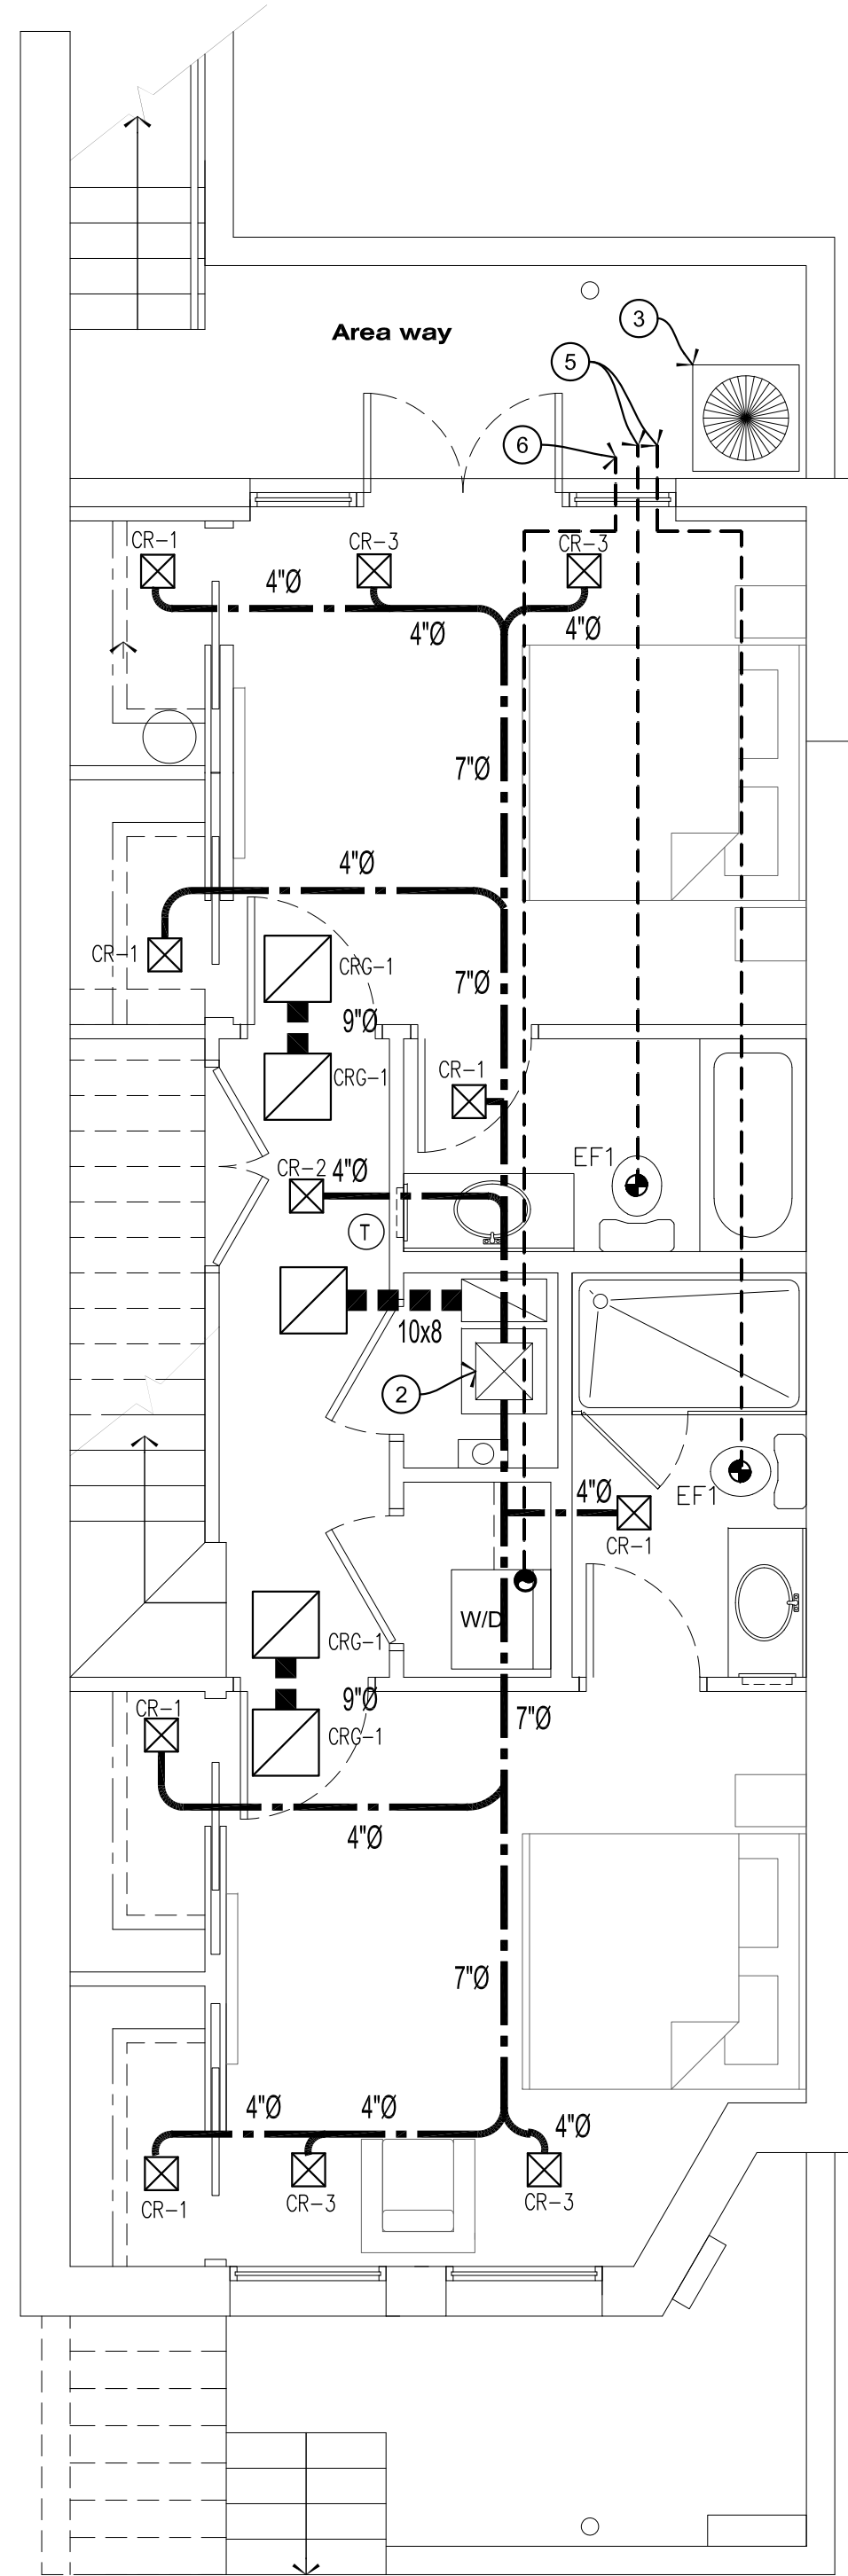 Area way
3
5
6
CR-1
CR-3
CR-3
4"Ø
4"Ø
4"Ø
7"Ø
4"Ø
CR-1
CRG-1
7"Ø
9"Ø
CR-1
CRG-1
EF1
CR-2
4"Ø
T
10x8
2
4"Ø
EF1
CR-1
W/D
CRG-1
9"Ø
CR-1
7"Ø
CRG-1
4"Ø
7"Ø
4"Ø
4"Ø
4"Ø
CR-1
CR-3
CR-3